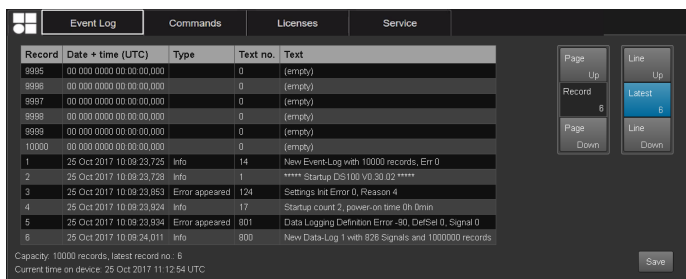 Event Log Commands Licenses Service
Record Date + time (UTC) Type Text no. Text
9995 00 000 0000 00:00:00,000 0 (empty)
9996 00 000 0000 00:00:00,000 0 (empty)
9997 00 000 0000 00:00:00,000 0 (empty)
9998 00 000 0000 00:00:00,000 0 (empty)
9999 00 000 0000 00:00:00,000 0 (empty)
10000 00 000 0000 00:00:00,000 0 (empty)
1 25 Oct 2017 10:09:23,725 Info 14 New Event-Log with 10000 records, Err 0
2 25 Oct 2017 10:09:23,728 Info 1 ***** Startup DS100 V0.30.02 *****
3 25 Oct 2017 10:09:23,853 Error appeared 124 Settings Init Error 0, Reason 4
4 25 Oct 2017 10:09:23,924 Info 17 Startup count 2, power-on time 0h 0min
5 25 Oct 2017 10:09:23,934 Error appeared 801 Data Logging Definition Error -90, DefSel 0, Signal 0
6 25 Oct 2017 10:09:24,011 Info 800 New Data-Log 1 with 826 Signals and 1000000 records
Capacity: 10000 records, latest record no.: 6
Current time on device: 25 Oct 2017 11:12:54 UTC
Page Up
Record 6
Page Down
Line Up
Latest 6
Line Down
Save